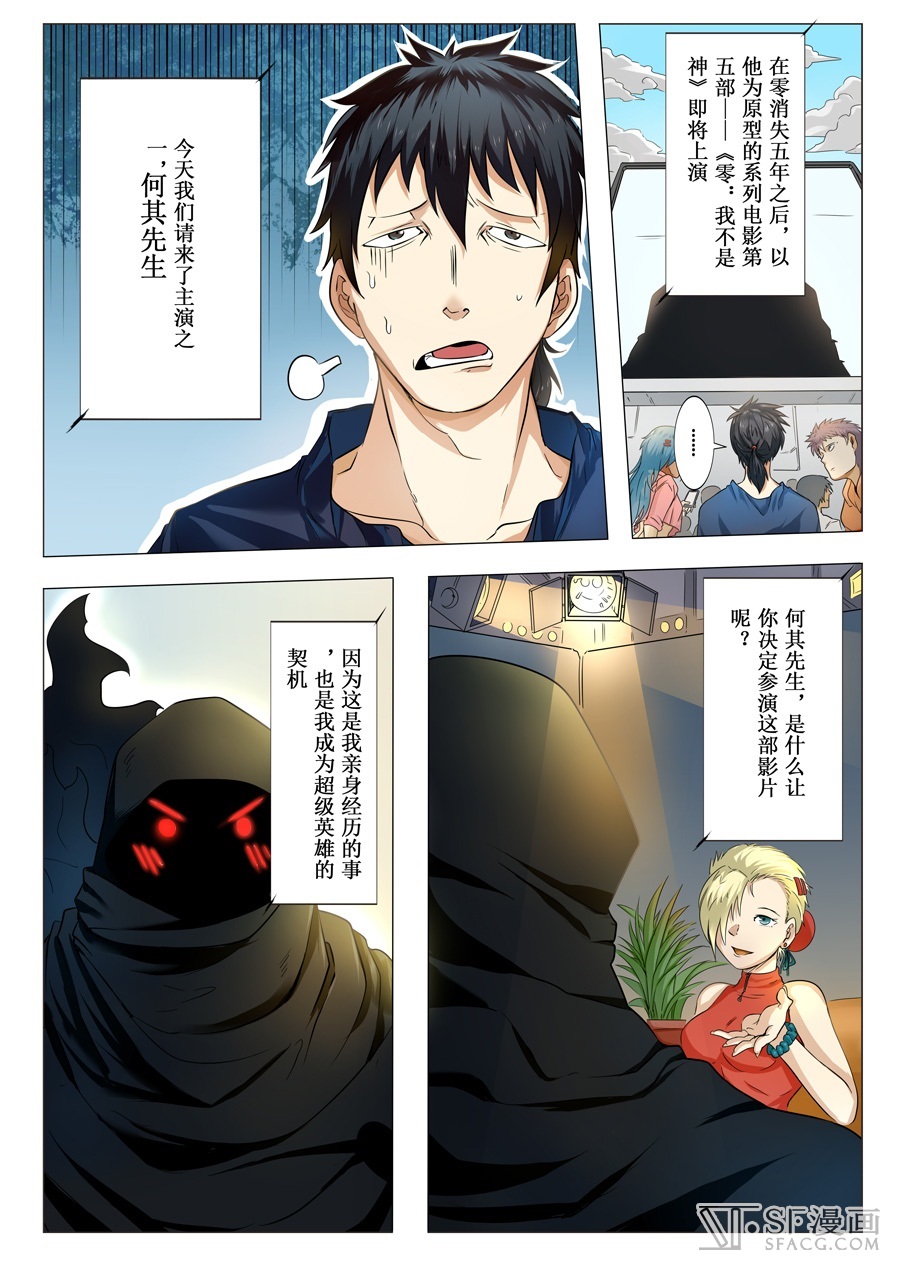 在零消失五年之后，以
他为原型的系列电影第
五部——《零：我不是
神》即将上演
……
今天我们请来了主演之
一，何其先生
何其先生，是什么让
你决定参演这部影片
呢？
因为这是我亲身经历的事
，也是我成为超级英雄的
契机
SF漫画
SFACG.COM